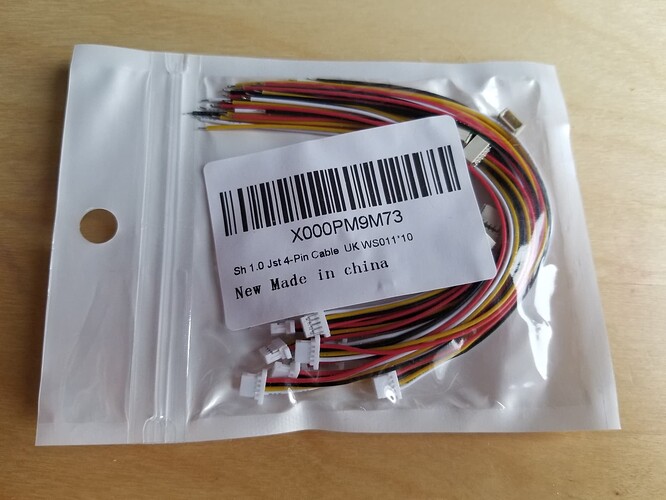 X000PM9M73
Sh 1.0 Jst 4-Pin Cable UK WS011*10
New Made in china